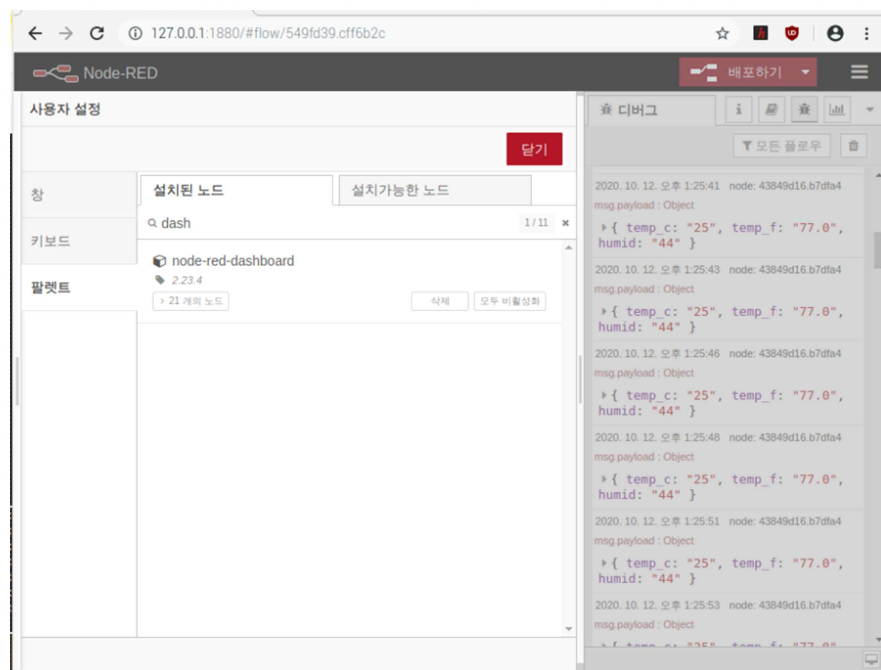 127.0.0.1:1880/#flow/549fd39.cff6b2c
Node-RED
배포하기
사용자 설정
닫기
창
키보드
팔렛트
설치된 노드
설치가능한 노드
dash
1 / 11
node-red-dashboard
2.23.4
21 개의 노드
삭제
모두 비활성화
디버그
모든 플로우
2020. 10. 12. 오후 1:25:41 node: 43849d16.b7dfa4
msg.payload : Object
{ temp_c: "25", temp_f: "77.0",
humid: "44" }
2020. 10. 12. 오후 1:25:43 node: 43849d16.b7dfa4
msg.payload : Object
{ temp_c: "25", temp_f: "77.0",
humid: "44" }
2020. 10. 12. 오후 1:25:46 node: 43849d16.b7dfa4
msg.payload : Object
{ temp_c: "25", temp_f: "77.0",
humid: "44" }
2020. 10. 12. 오후 1:25:48 node: 43849d16.b7dfa4
msg.payload : Object
{ temp_c: "25", temp_f: "77.0",
humid: "44" }
2020. 10. 12. 오후 1:25:51 node: 43849d16.b7dfa4
msg.payload : Object
{ temp_c: "25", temp_f: "77.0",
humid: "44" }
2020. 10. 12. 오후 1:25:53 node: 43849d16.b7dfa4
msg.payload : Object
{ temp_c: "25", temp_f: "77.0",